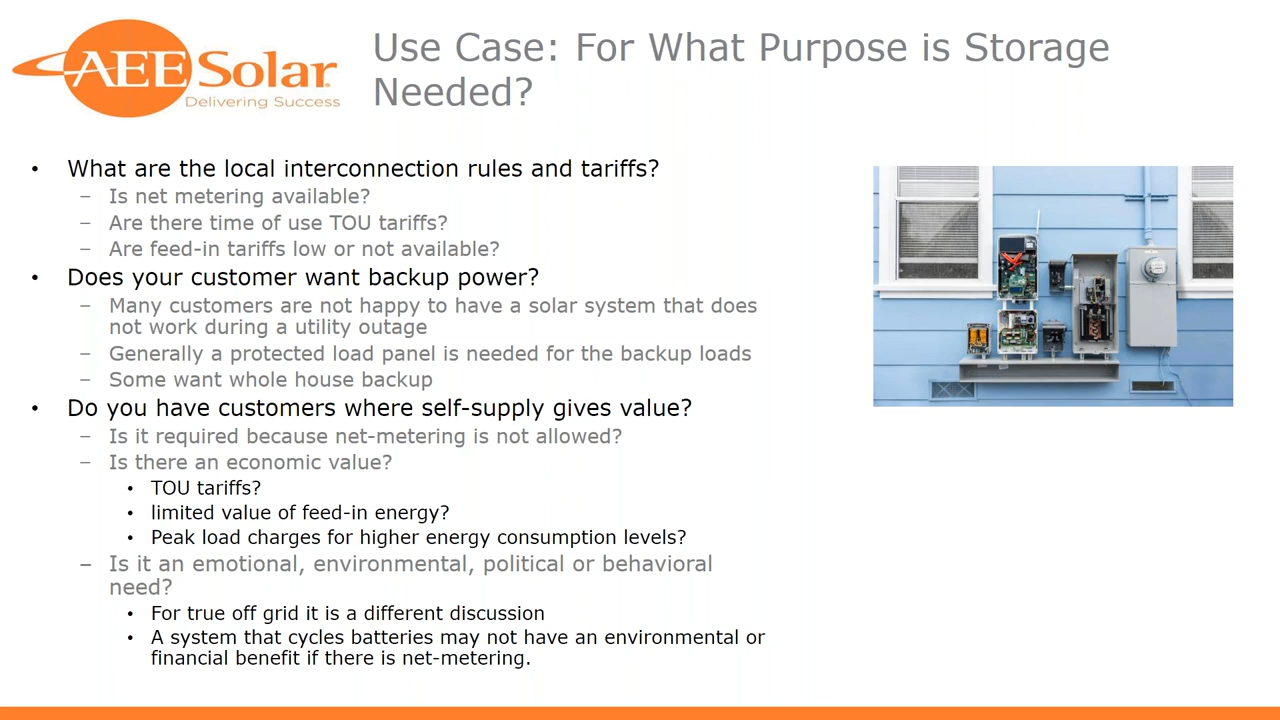 AEE Solar
Delivering Success
Use Case: For What Purpose is Storage
Needed?
• What are the local interconnection rules and tariffs?
– Is net metering available?
– Are there time of use TOU tariffs?
– Are feed-in tariffs low or not available?
• Does your customer want backup power?
– Many customers are not happy to have a solar system that does
not work during a utility outage
– Generally a protected load panel is needed for the backup loads
– Some want whole house backup
• Do you have customers where self-supply gives value?
– Is it required because net-metering is not allowed?
– Is there an economic value?
• TOU tariffs?
• limited value of feed-in energy?
• Peak load charges for higher energy consumption levels?
– Is it an emotional, environmental, political or behavioral
need?
• For true off grid it is a different discussion
• A system that cycles batteries may not have an environmental or
financial benefit if there is net-metering.